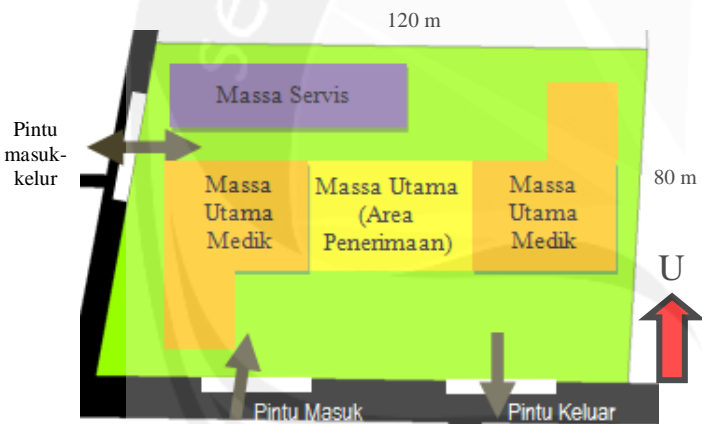 120 m
Massa Servis
Pintu
masuk-
kelur
Massa
Utama
Medik
Massa Utama
(Area
Penerimaan)
Massa
Utama
Medik
80 m
U
Pintu Masuk
Pintu Keluar